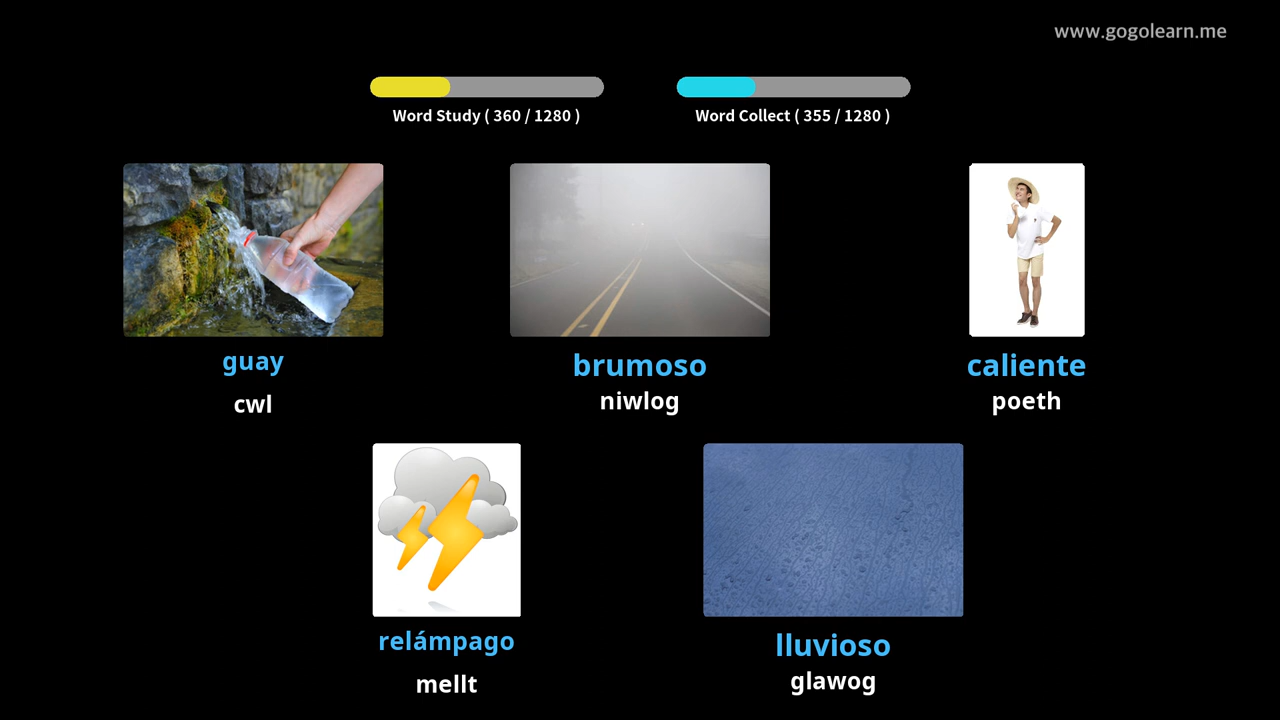 www.gogolearn.me
Word Study ( 360 / 1280 )
Word Collect ( 355 / 1280 )
guay
cwl
brumoso
niwlog
caliente
poeth
relámpago
mellt
lluvioso
glawog